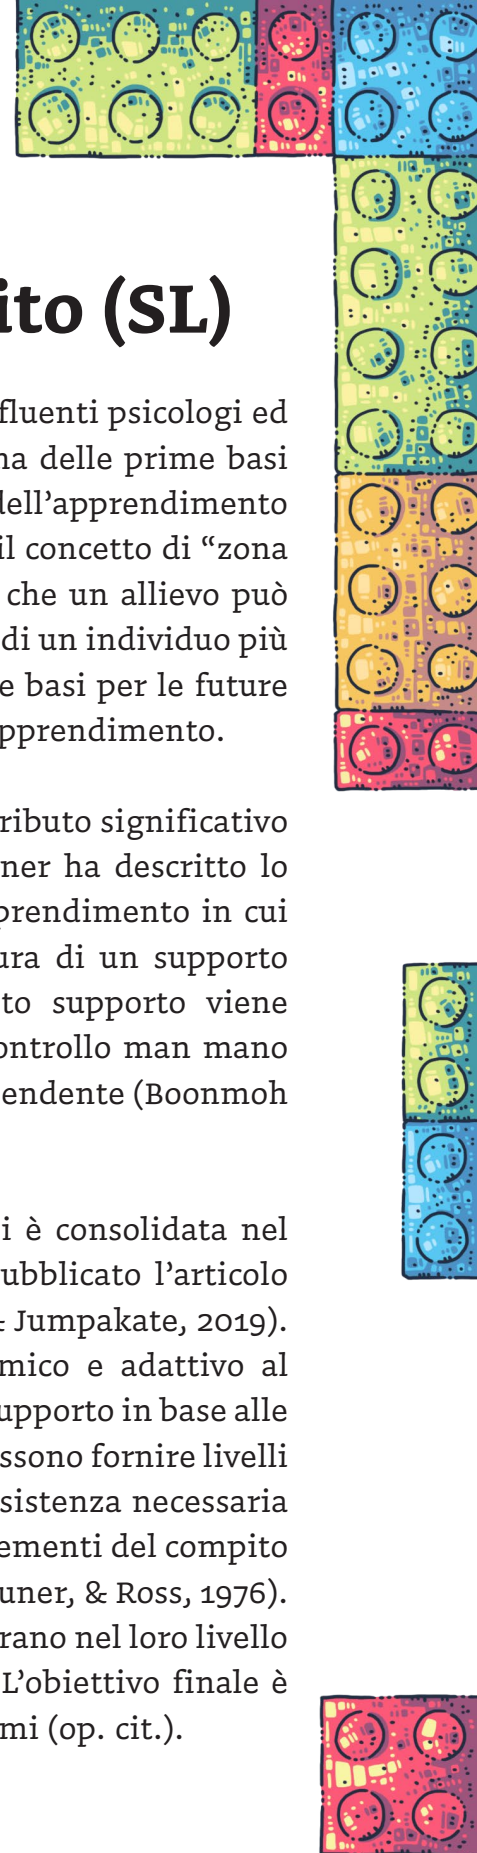 ito (SL)
fluenti psicologi ed
na delle prime basi
dell’apprendimento
il concetto di “zona
che un allievo può
di un individuo più
e basi per le future
pprendimento.
ributo significativo
ner ha descritto lo
prendimento in cui
ura di un supporto
to supporto viene
ontrollo man mano
pendente (Boonmoh
i è consolidata nel
ubblicato l’articolo
& Jumpakate, 2019).
mico e adattivo al
upporto in base alle
ssono fornire livelli
sistenza necessaria
ementi del compito
uner, & Ross, 1976).
rano nel loro livello
L’obiettivo finale è
mi (op. cit.).